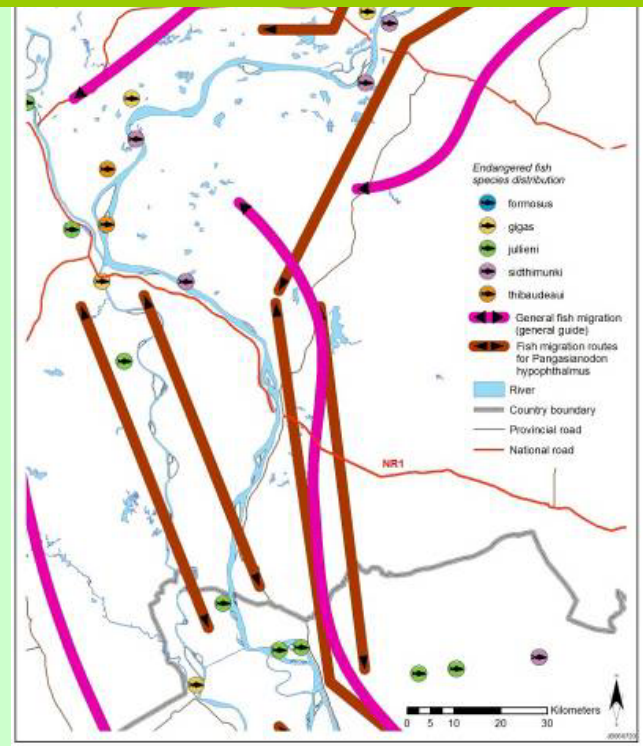 Endangered fish
species distribution
formosus
gigas
jullieni
sidthimunki
thibaudeaui
General fish migration
(general guide)
Fish migration routes
for Pangasianodon
hypophthalmus
River
Country boundary
Provincial road
National road
NR1
Kilometers
0 5 10 20 30